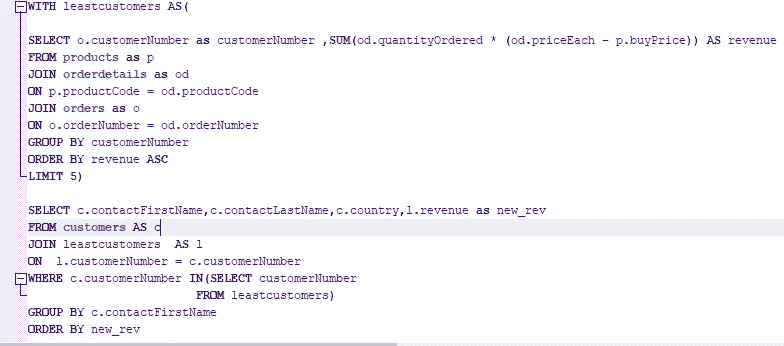 WITH leastcustomers AS(
SELECT o.customerNumber as customerNumber ,SUM(od.quantityOrdered * (od.priceEach - p.buyPrice)) AS revenue
FROM products as p
JOIN orderdetails as od
ON p.productCode = od.productCode
JOIN orders as o
ON o.orderNumber = od.orderNumber
GROUP BY customerNumber
ORDER BY revenue ASC
LIMIT 5)
SELECT c.contactFirstName,c.contactLastName,c.country,l.revenue as new_rev
FROM customers AS c
JOIN leastcustomers  AS l
ON  l.customerNumber = c.customerNumber
WHERE c.customerNumber IN(SELECT customerNumber
FROM leastcustomers)
GROUP BY c.contactFirstName
ORDER BY new_rev